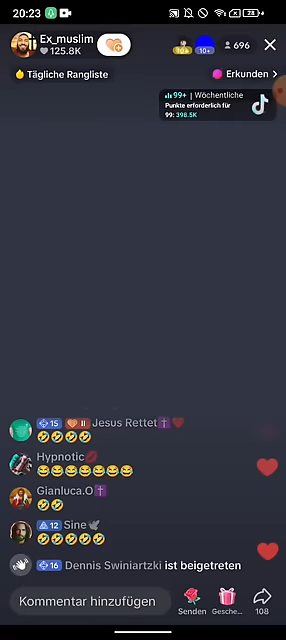 20:23
Ex_muslim
125.8K
696
Tägliche Rangliste
Erkunden >
99+ | Wöchentliche
Punkte erforderlich für
99: 398.5K
15 II Jesus Rettet
Hypnotic
Gianluca.O
12 Sine
16 Dennis Swiniartzki ist beigetreten
Kommentar hinzufügen
Senden
Gesche...
108